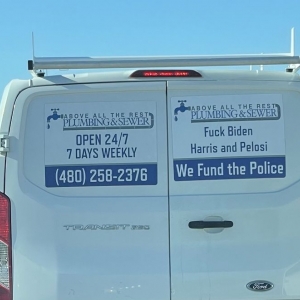 ABOVE ALL THE REST
PLUMBING & SEWER
OPEN 24/7
7 DAYS WEEKLY
(480) 258-2376
ABOVE ALL THE REST
PLUMBING & SEWER
Fuck Biden
Harris and Pelosi
We Fund the Police
TRANSIT 250
Ford